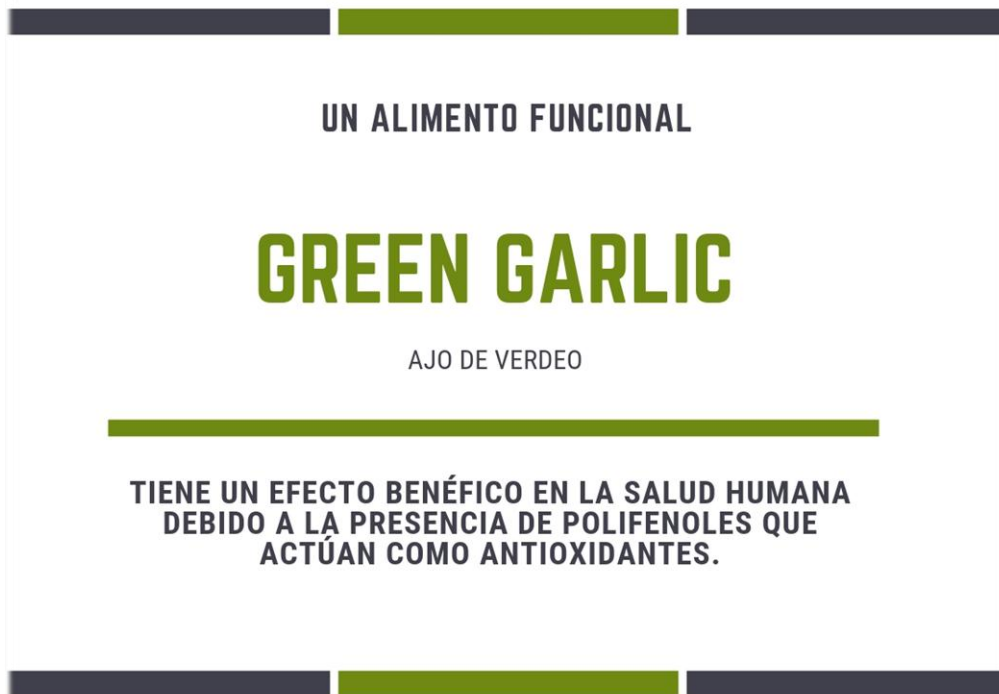 UN ALIMENTO FUNCIONAL
GREEN GARLIC
AJO DE VERDEO
TIENE UN EFECTO BENÉFICO EN LA SALUD HUMANA
DEBIDO A LA PRESENCIA DE POLIFENOLES QUE
ACTÚAN COMO ANTIOXIDANTES.